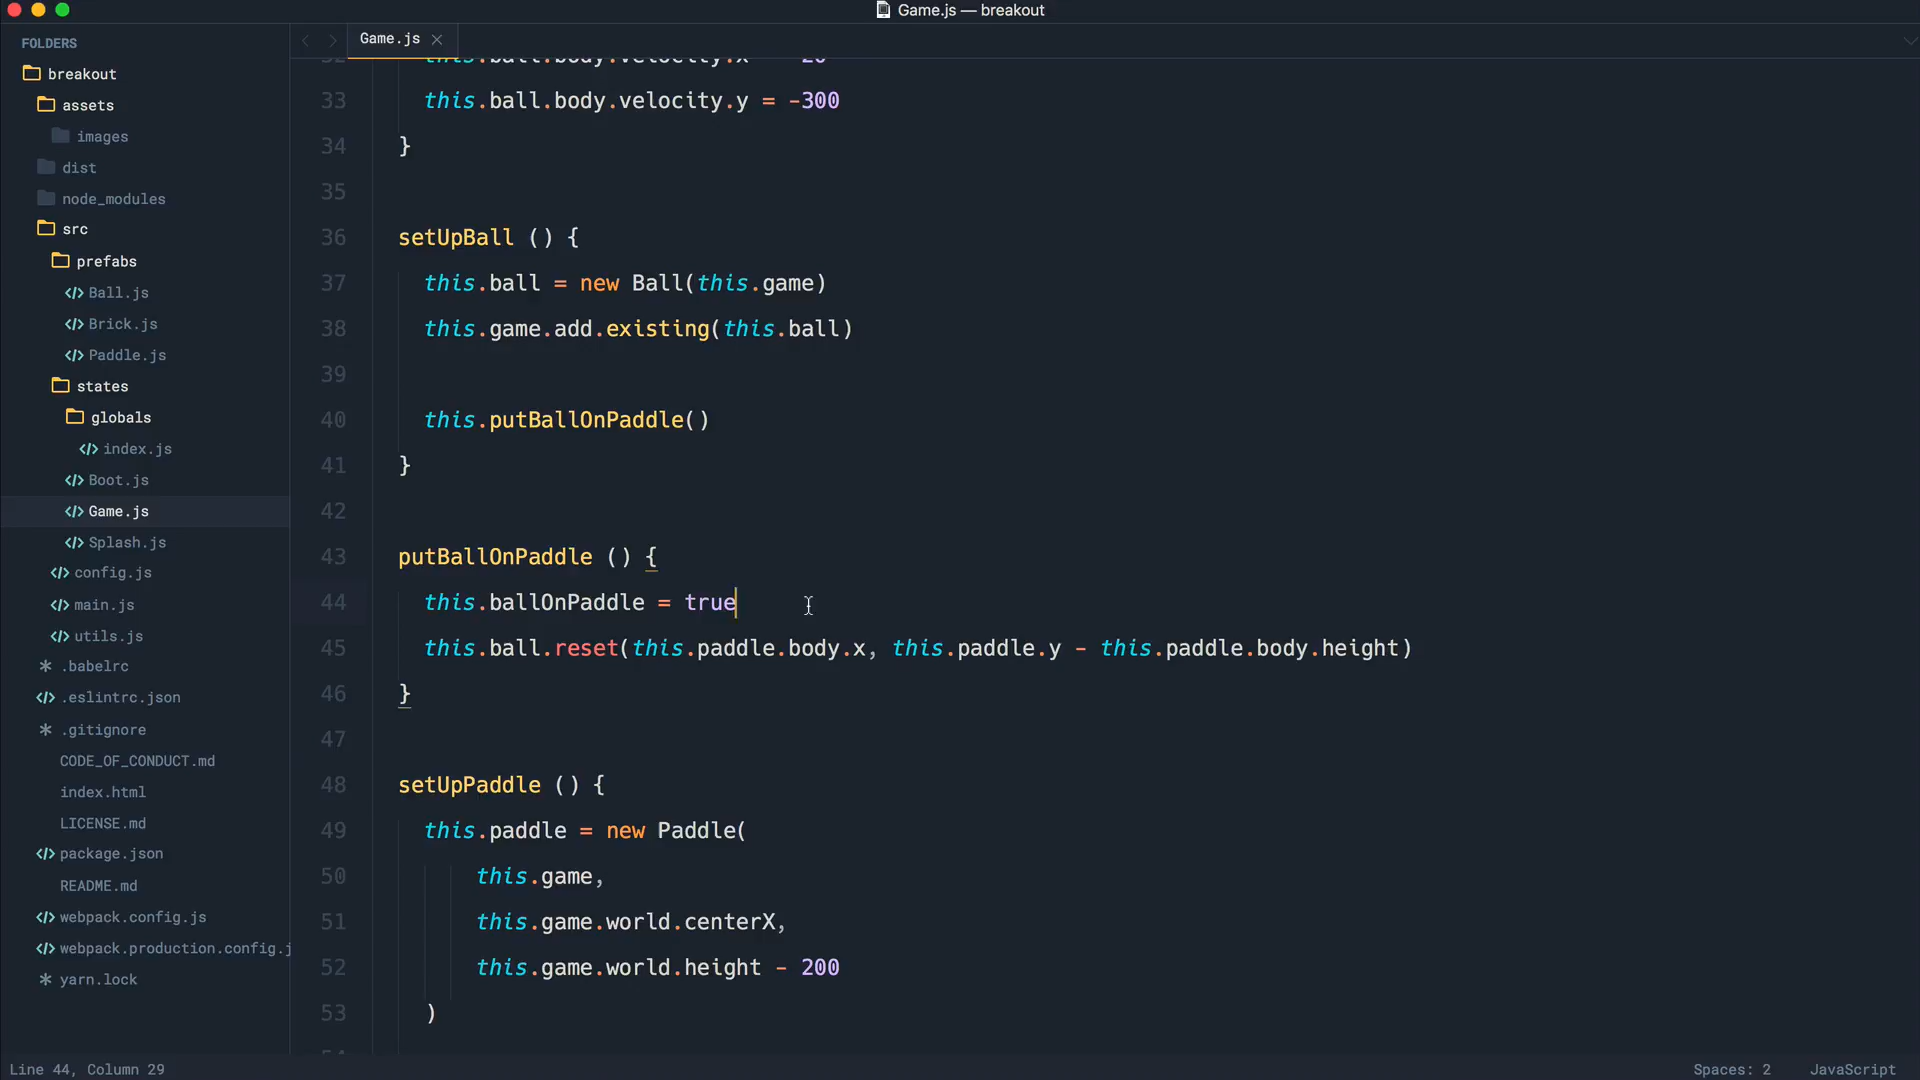 Game.js — breakout
FOLDERS
breakout
assets
images
dist
node_modules
src
prefabs
Ball.js
Brick.js
Paddle.js
states
globals
index.js
Boot.js
Game.js
Splash.js
config.js
main.js
utils.js
.babelrc
.eslintrc.json
.gitignore
CODE_OF_CONDUCT.md
index.html
LICENSE.md
package.json
README.md
webpack.config.js
webpack.production.config.j
yarn.lock
Game.js
33 this.ball.body.velocity.y = -300
34 }
35
36 setUpBall () {
37 this.ball = new Ball(this.game)
38 this.game.add.existing(this.ball)
39
40 this.putBallOnPaddle()
41 }
42
43 putBallOnPaddle () {
44 this.ballOnPaddle = true
45 this.ball.reset(this.paddle.body.x, this.paddle.y - this.paddle.body.height)
46 }
47
48 setUpPaddle () {
49 this.paddle = new Paddle(
50 this.game,
51 this.game.world.centerX,
52 this.game.world.height - 200
53 )
Line 44, Column 29
Spaces: 2
JavaScript